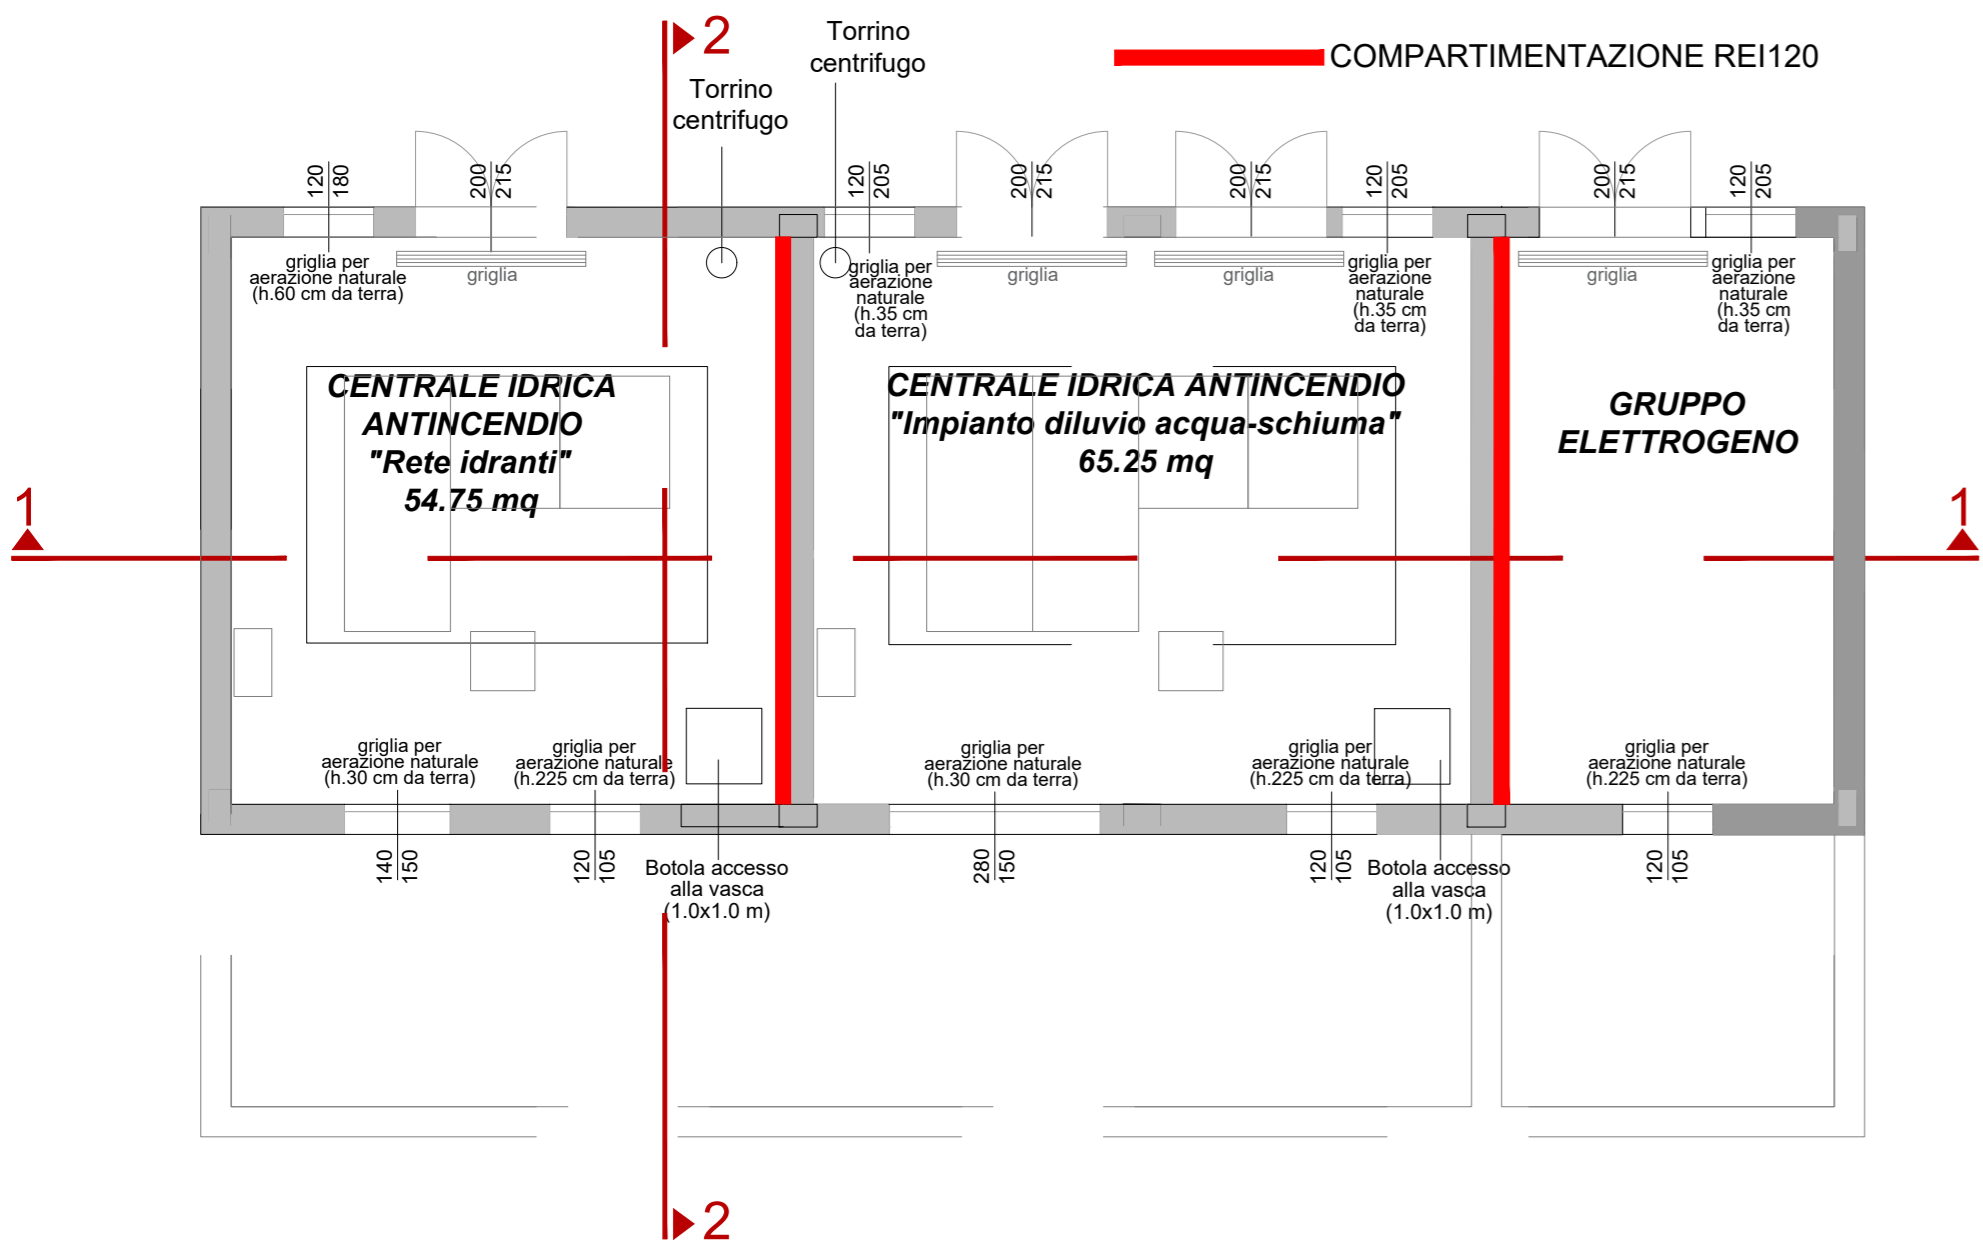 2
Torrino
centrifugo
COMPARTIMENTAZIONE REI120
Torrino
centrifugo
120
180
200
215
120
205
200
215
200
215
120
205
200
215
120
205
griglia per
aerazione naturale
(h.60 cm da terra)
griglia
griglia per
aerazione
naturale
(h.35 cm
da terra)
griglia
griglia
griglia per
aerazione
naturale
(h.35 cm
da terra)
griglia
griglia per
aerazione
naturale
(h.35 cm
da terra)
CENTRALE IDRICA
ANTINCENDIO
"Rete idranti"
54.75 mq
CENTRALE IDRICA ANTINCENDIO
"Impianto diluvio acqua-schiuma"
65.25 mq
GRUPPO
ELETTROGENO
1
1
griglia per
aerazione naturale
(h.30 cm da terra)
griglia per
aerazione naturale
(h.225 cm da terra)
griglia per
aerazione naturale
(h.30 cm da terra)
griglia per
aerazione naturale
(h.225 cm da terra)
griglia per
aerazione naturale
(h.225 cm da terra)
140
150
120
105
Botola accesso
alla vasca
(1.0x1.0 m)
280
150
120
105
Botola accesso
alla vasca
(1.0x1.0 m)
120
105
2